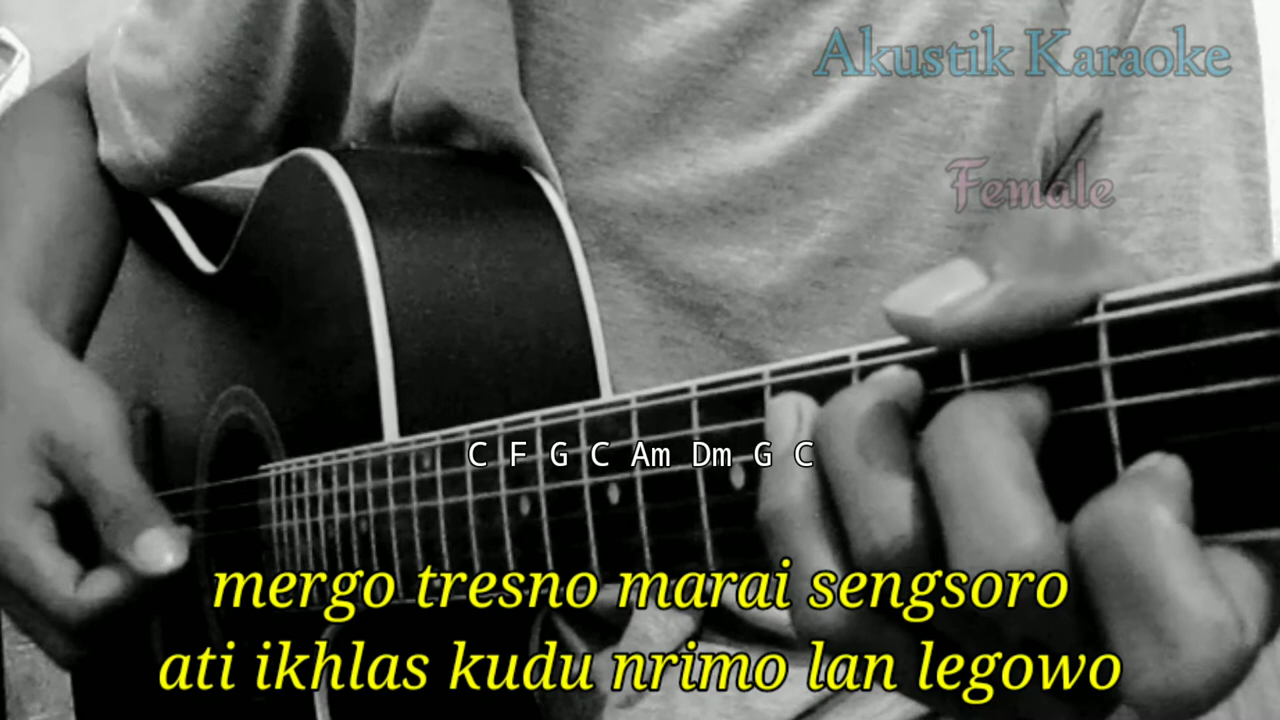 Akustik Karaoke
Female
C F G C Am Dm G C
mergo tresno marai sengsoro
ati ikhlas kudu nrimo lan legowo